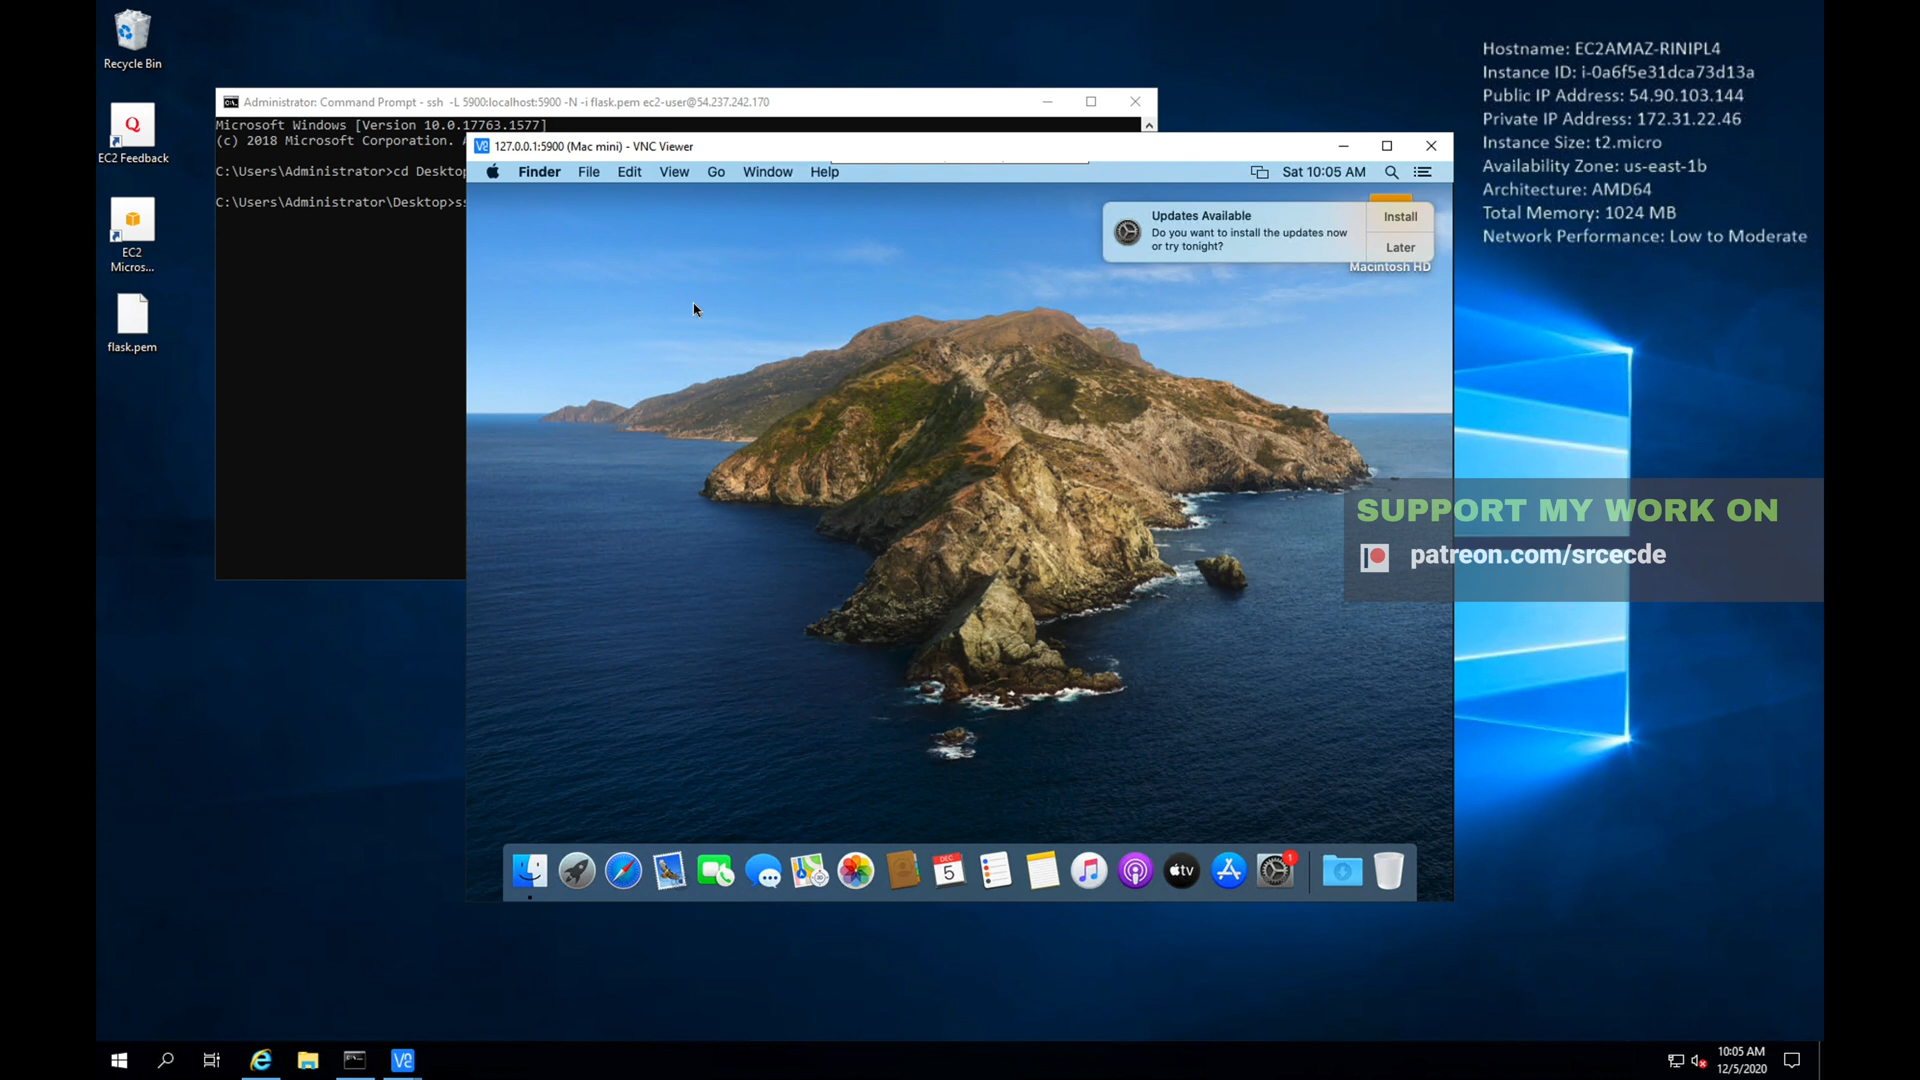 Recycle Bin
EC2 Feedback
EC2
Micros...
flask.pem
Hostname: EC2AMAZ-RINIPL4
Instance ID: i-0a6f5e31dca73d13a
Public IP Address: 54.90.103.144
Private IP Address: 172.31.22.46
Instance Size: t2.micro
Availability Zone: us-east-1b
Architecture: AMD64
Total Memory: 1024 MB
Network Performance: Low to Moderate
Administrator: Command Prompt - ssh -L 5900:localhost:5900 -N -i flask.pem ec2-user@54.237.242.170
Microsoft Windows [Version 10.0.17763.1577]
(c) 2018 Microsoft Corporation.
C:\Users\Administrator>cd Desktop
C:\Users\Administrator\Desktop>ss
127.0.0.1:5900 (Mac mini) - VNC Viewer
Finder File Edit View Go Window Help Sat 10:05 AM
Updates Available
Do you want to install the updates now
or try tonight?
Install
Later
Macintosh HD
SUPPORT MY WORK ON
patreon.com/srcecde
DEC
5
tv
1
10:05 AM
12/5/2020